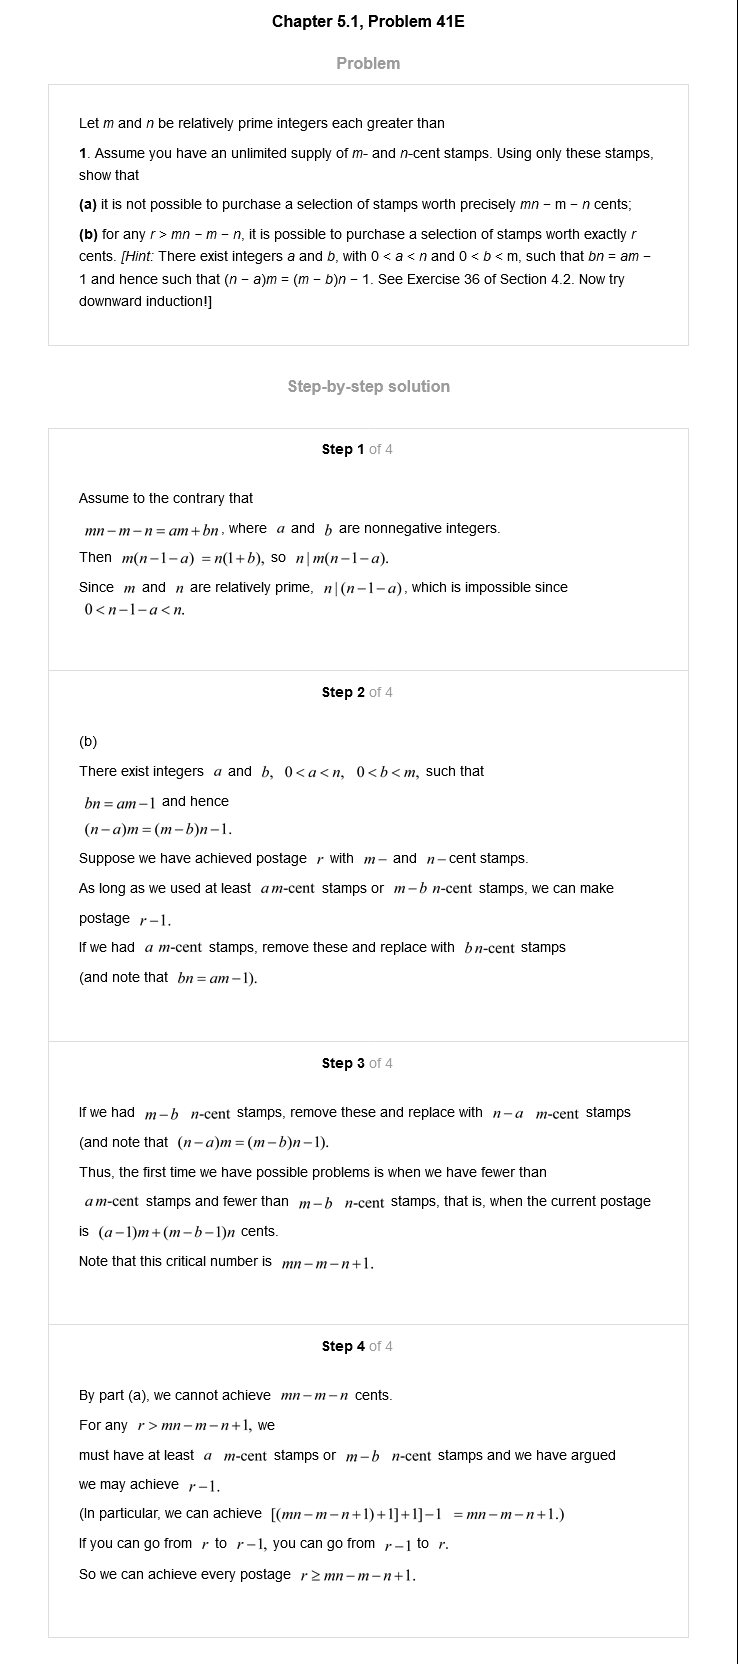 Chapter 5.1, Problem 41E
Problem
Let m and n be relatively prime integers each greater than
1. Assume you have an unlimited supply of m- and n-cent stamps. Using only these stamps,
show that
(a) it is not possible to purchase a selection of stamps worth precisely mn − m − n cents;
(b) for any r > mn − m − n, it is possible to purchase a selection of stamps worth exactly r
cents. [Hint: There exist integers a and b, with 0 < a < n and 0 < b < m, such that bn = am −
1 and hence such that (n − a)m = (m − b)n − 1. See Exercise 36 of Section 4.2. Now try
downward induction!]
Step-by-step solution
Step 1 of 4
Assume to the contrary that
mn−m−n=am+bn, where a and b are nonnegative integers.
Then m(n−1−a) =n(1+b), so n|m(n−1−a).
Since m and n are relatively prime, n|(n−1−a), which is impossible since
0<n−1−a<n.
Step 2 of 4
(b)
There exist integers a and b, 0<a<n, 0<b<m, such that
bn=am−1 and hence
(n−a)m=(m−b)n−1.
Suppose we have achieved postage r with m− and n−cent stamps.
As long as we used at least am-cent stamps or m−b n-cent stamps, we can make
postage r−1.
If we had a m-cent stamps, remove these and replace with bn-cent stamps
(and note that bn=am−1).
Step 3 of 4
If we had m−b n-cent stamps, remove these and replace with n−a m-cent stamps
(and note that (n−a)m=(m−b)n−1).
Thus, the first time we have possible problems is when we have fewer than
am-cent stamps and fewer than m−b n-cent stamps, that is, when the current postage
is (a−1)m+(m−b−1)n cents.
Note that this critical number is mn−m−n+1.
Step 4 of 4
By part (a), we cannot achieve mn−m−n cents.
For any r>mn−m−n+1, we
must have at least a m-cent stamps or m−b n-cent stamps and we have argued
we may achieve r−1.
(In particular, we can achieve [(mn−m−n+1)+1]+1]−1 =mn−m−n+1.)
If you can go from r to r−1, you can go from r−1 to r.
So we can achieve every postage r≥mn−m−n+1.